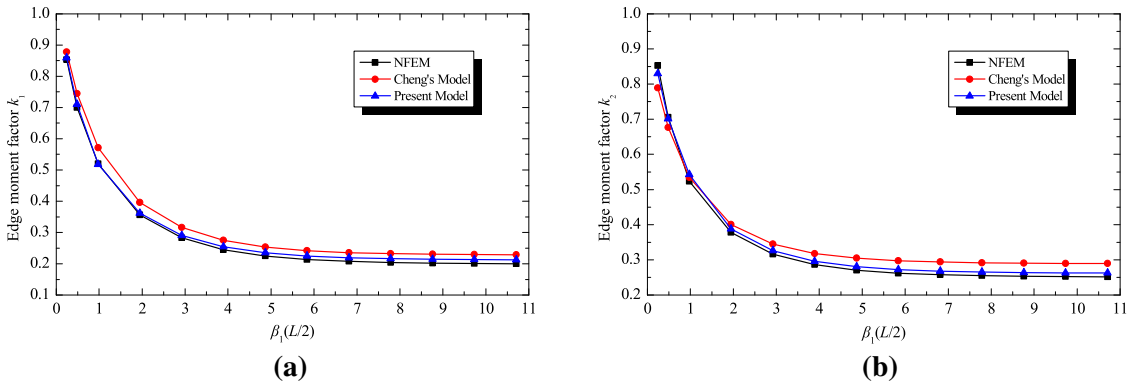 1.0
0.9
0.8
0.7
0.6
0.5
0.4
0.3
0.2
0.1
Edge moment factor k₁
NFEM
Cheng's Model
Present Model
0 1 2 3 4 5 6 7 8 9 10 11
β₁(L/2)
(a)
1.0
0.9
0.8
0.7
0.6
0.5
0.4
0.3
0.2
Edge moment factor k₂
NFEM
Cheng's Model
Present Model
0 1 2 3 4 5 6 7 8 9 10 11
β₁(L/2)
(b)